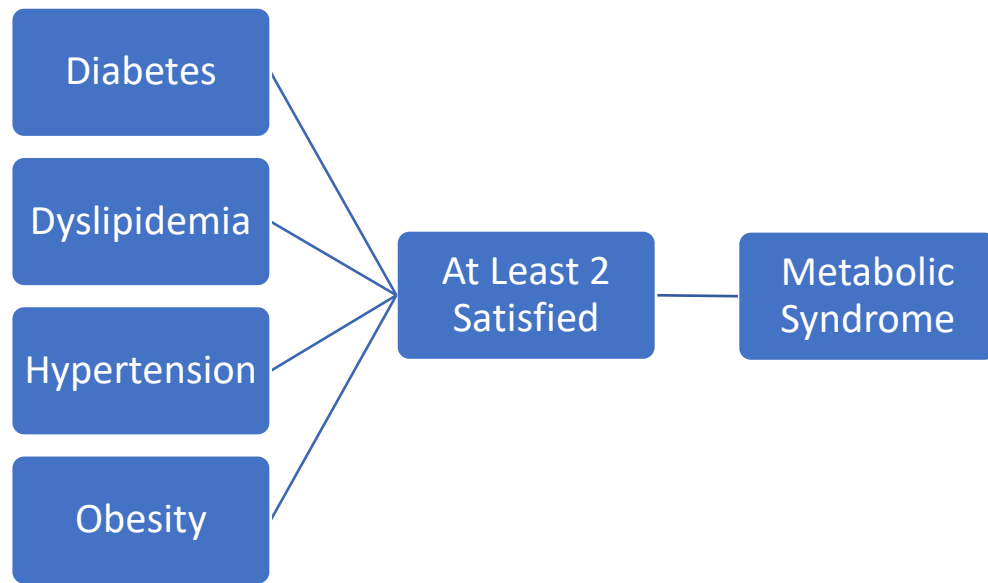 Diabetes
Dyslipidemia
Hypertension
Obesity
At Least 2
Satisfied
Metabolic
Syndrome